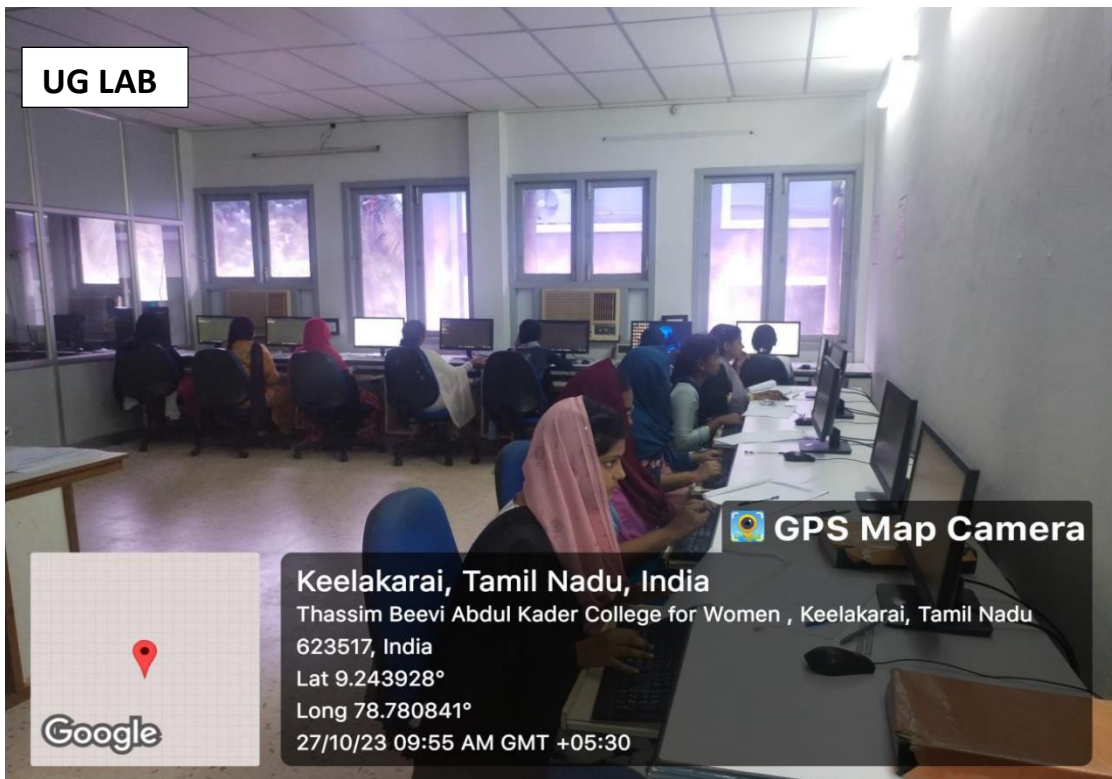 UG LAB
GPS Map Camera
Keelakarai, Tamil Nadu, India
Thassim Beevi Abdul Kader College for Women , Keelakarai, Tamil Nadu
623517, India
Lat 9.243928°
Long 78.780841°
27/10/23 09:55 AM GMT +05:30
Google